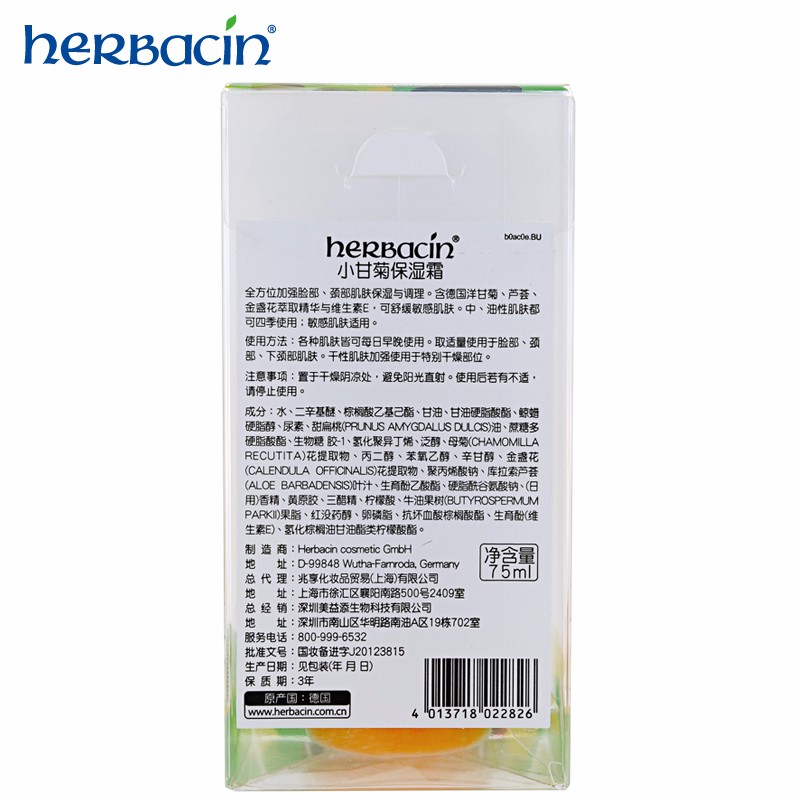 herbacin®
b0ac0e.BU
herbacin®
小甘菊保湿霜
全方位加强脸部、颈部肌肤保湿与调理。含德国洋甘菊、芦荟、
金盏花萃取精华与维生素E，可舒缓敏感肌肤。中、油性肌肤都
可四季使用；敏感肌肤适用。
使用方法：各种肌肤皆可每日早晚使用。取适量使用于脸部、颈
部、下颈部肌肤。干性肌肤加强使用于特别干燥部位。
注意事项：置于干燥阴凉处，避免阳光直射。使用后若有不适，
请停止使用。
成分：水、二辛基醚、棕榈酸乙基己酯、甘油、甘油硬脂酸酯、鲸蜡
硬脂醇、尿素、甜扁桃(PRUNUS AMYGDALUS DULCIS)油、蔗糖多
硬脂酸酯、生物糖 胶-1、氢化聚异丁烯、泛醇、母菊(CHAMOMILLA
RECUTITA)花提取物、丙二醇、苯氧乙醇、辛甘醇、金盏花
(CALENDULA OFFICINALIS)花提取物、聚丙烯酸钠、库拉索芦荟
(ALOE BARBADENSIS)叶汁、生育酚乙酸酯、硬脂酰谷氨酸钠、(日
用)香精、黄原胶、三醋精、柠檬酸、牛油果树(BUTYROSPERMUM
PARKII)果脂、红没药醇、卵磷脂、抗坏血酸棕榈酸酯、生育酚(维
生素E)、氢化棕榈油甘油酯类柠檬酸酯。
制造商：Herbacin cosmetic GmbH
地址：D-99848 Wutha-Farnroda, Germany
总代理：兆享化妆品贸易(上海)有限公司
地址：上海市徐汇区襄阳南路500号2409室
总经销：深圳美益添生物科技有限公司
地址：深圳市南山区华明路南油A区19栋702室
服务电话：800-999-6532
批准文号：国妆备进字J20123815
生产日期：见包装(年 月 日)
保质期：3年
净含量
75ml
原产国：德国
www.herbacin.com.cn
4 013718 022826